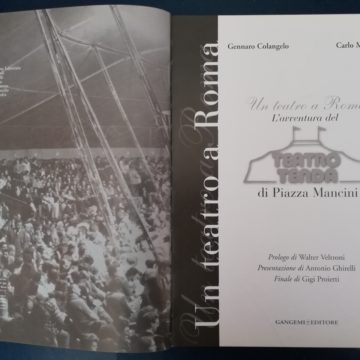 Un teatro a Roma
Gennaro Colangelo
Carlo M
Un teatro a Roma
L'avventura del
TEATRO
TENDA
di Piazza Mancini
Prologo di Walter Veltroni
Presentazione di Antonio Ghirelli
Finale di Gigi Proietti
GANGEMI EDITORE